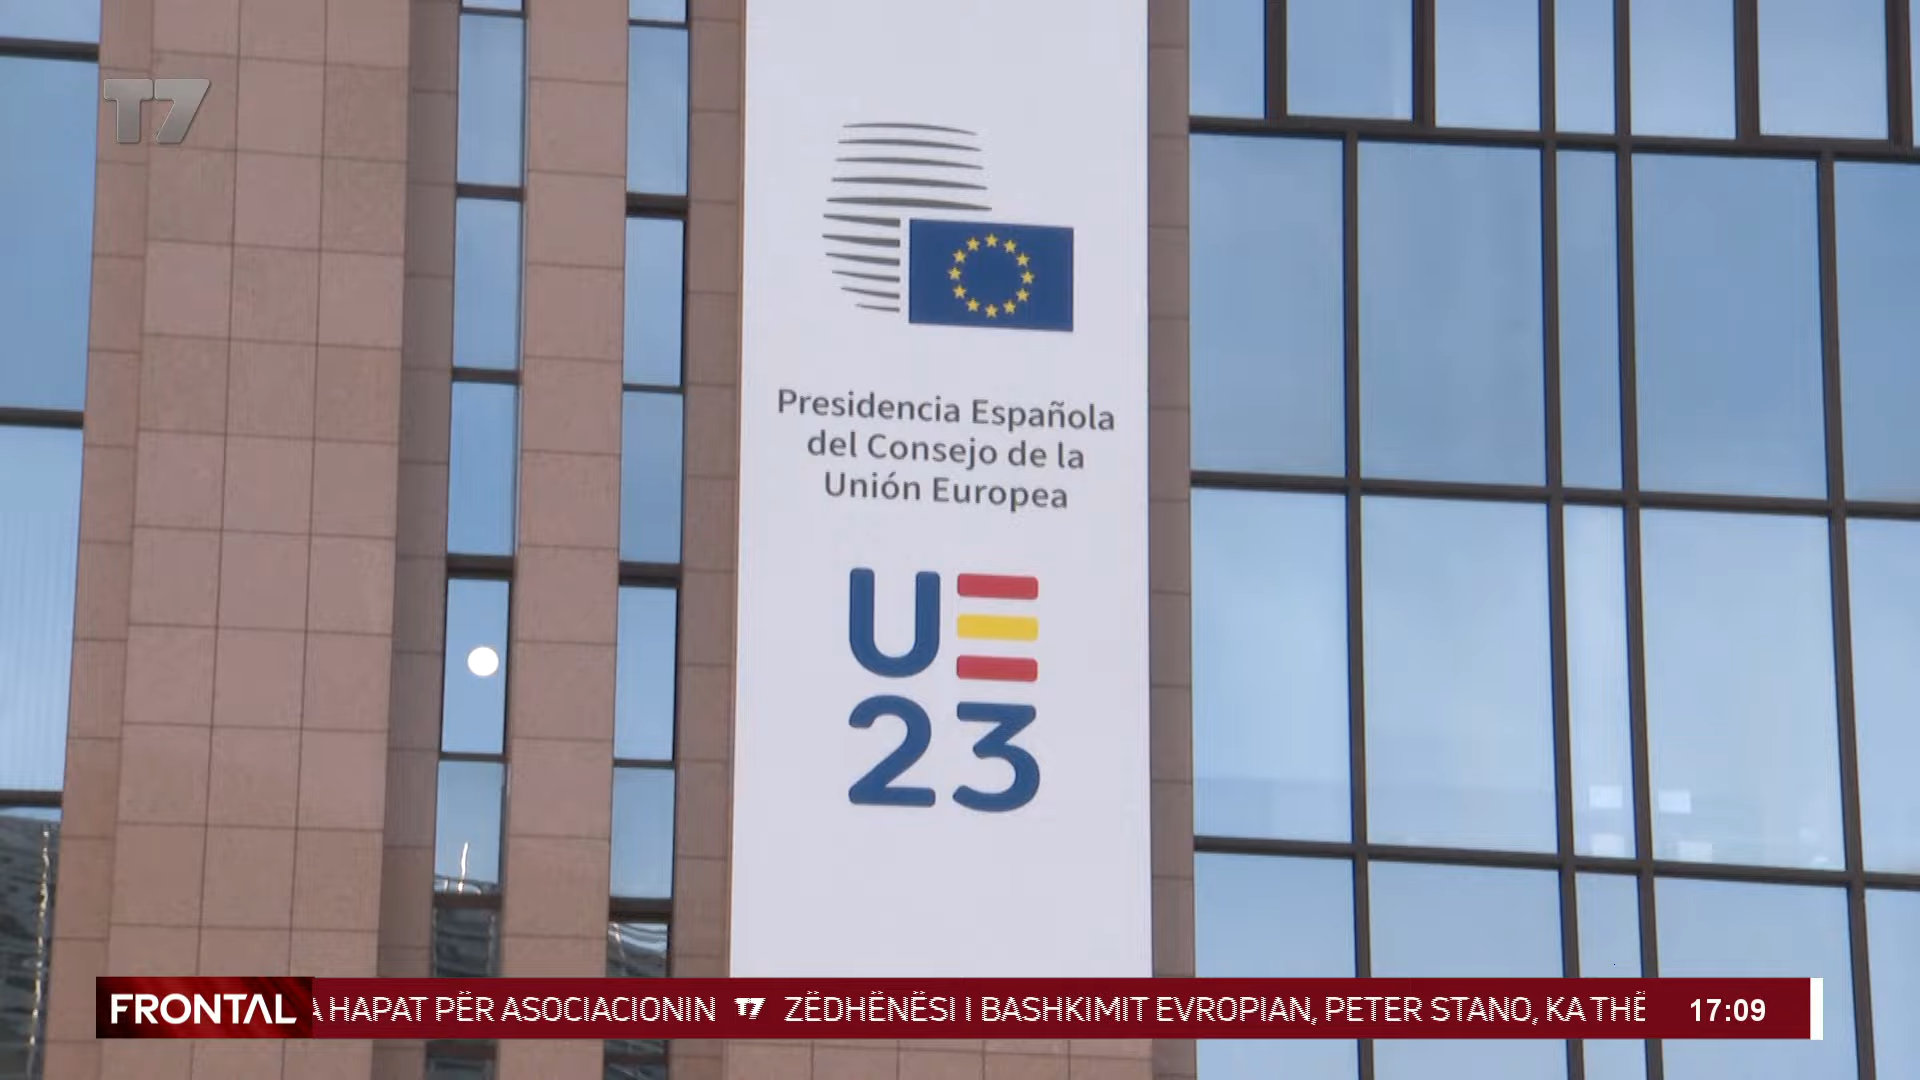 T7
Presidencia Española
del Consejo de la
Unión Europea
UE
23
FRONTAL
HAPAT PËR ASOCIACIONIN T7 ZËDHËNËSI I BASHKIMIT EVROPIAN, PETER STANO, KA THË
17:09